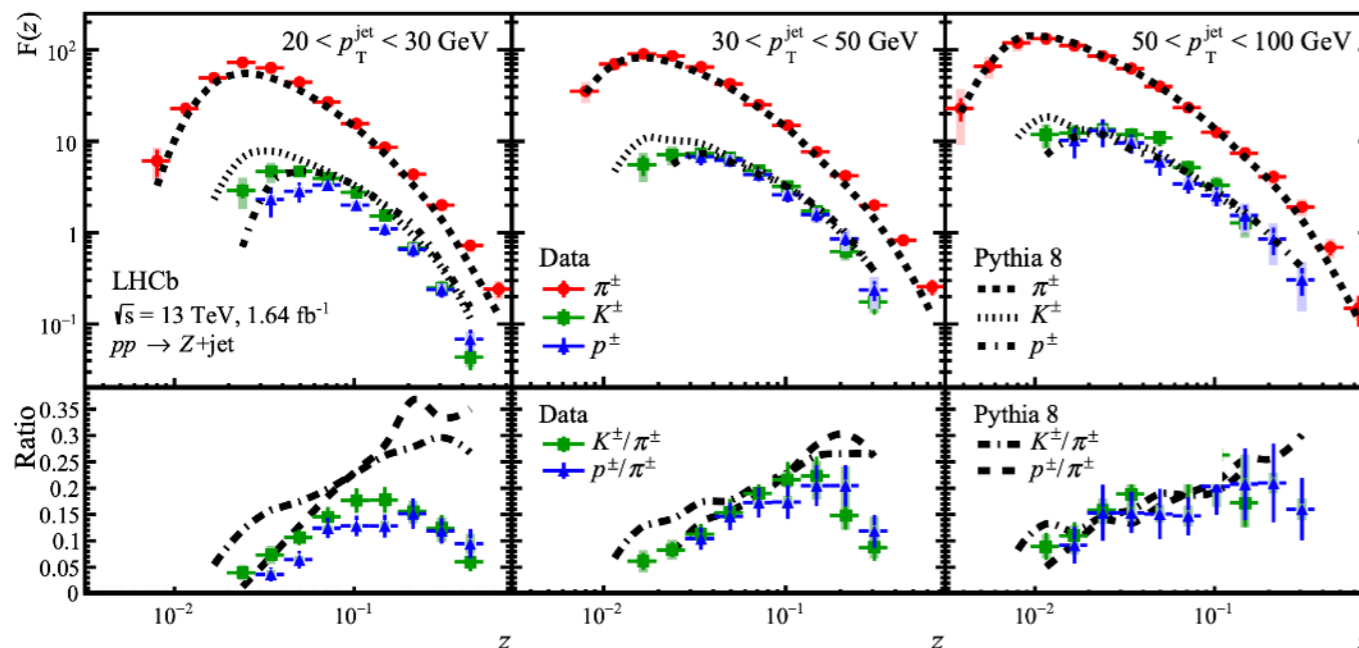 F(z)
20 < p_T^jet < 30 GeV
30 < p_T^jet < 50 GeV
50 < p_T^jet < 100 GeV
10²
10
1
10⁻¹
LHCb
√s = 13 TeV, 1.64 fb⁻¹
pp → Z+jet
Data
π±
K±
p±
Pythia 8
π±
K±
p±
Ratio
0.35
0.3
0.25
0.2
0.15
0.1
0.05
0
Data
K±/π±
p±/π±
Pythia 8
K±/π±
p±/π±
10⁻² 10⁻¹ 10⁻² 10⁻¹ 10⁻² 10⁻¹
z z